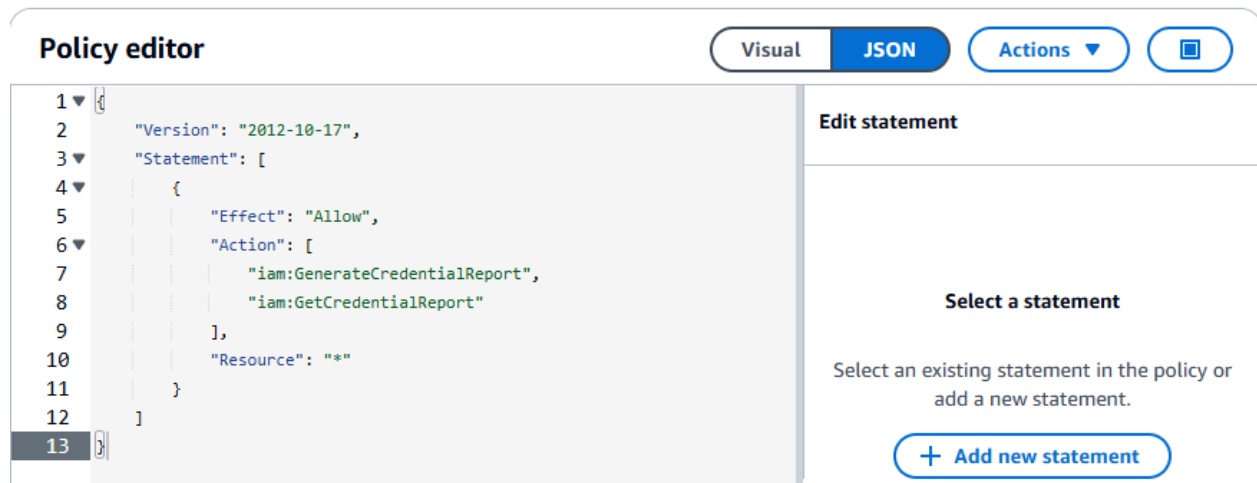 Policy editor
Visual
JSON
Actions
1 {
2 "Version": "2012-10-17",
3 "Statement": [
4 {
5 "Effect": "Allow",
6 "Action": [
7 "iam:GenerateCredentialReport",
8 "iam:GetCredentialReport"
9 ],
10 "Resource": "*"
11 }
12 ]
13 }
Edit statement
Select a statement
Select an existing statement in the policy or
add a new statement.
+ Add new statement